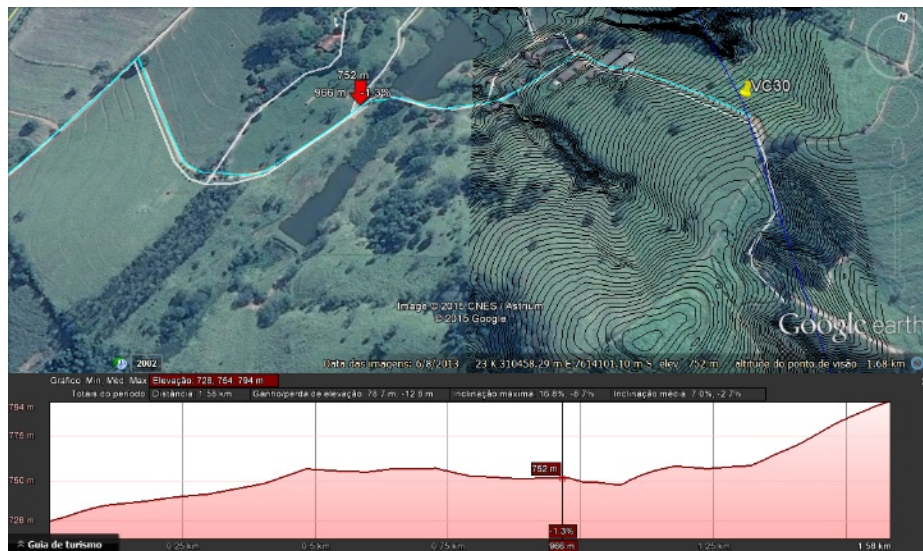 N
752 m
966 m -1.3%
VC30
Image © 2015 CNES / Astrium
© 2015 Google
Google earth
2002
Data das imagens: 6/8/2013 23 K 310458.29 m E 7614101.10 m S elev 752 m altitude do ponto de visão 1.68 km
Gráfico: Mín, Méd, Máx Elevação: 728, 754, 794 m
Totais do período: Distância: 1.58 km Ganho/perda de elevação: 78.7 m, -12.8 m Inclinação máxima: 16.8%, -8.7% Inclinação média: 7.0%, -2.7%
794 m
775 m
750 m
728 m
752 m
-1.3%
Guia de turismo
0.25 km 0.5 km 0.75 km 966 m 1.25 km 1.58 km